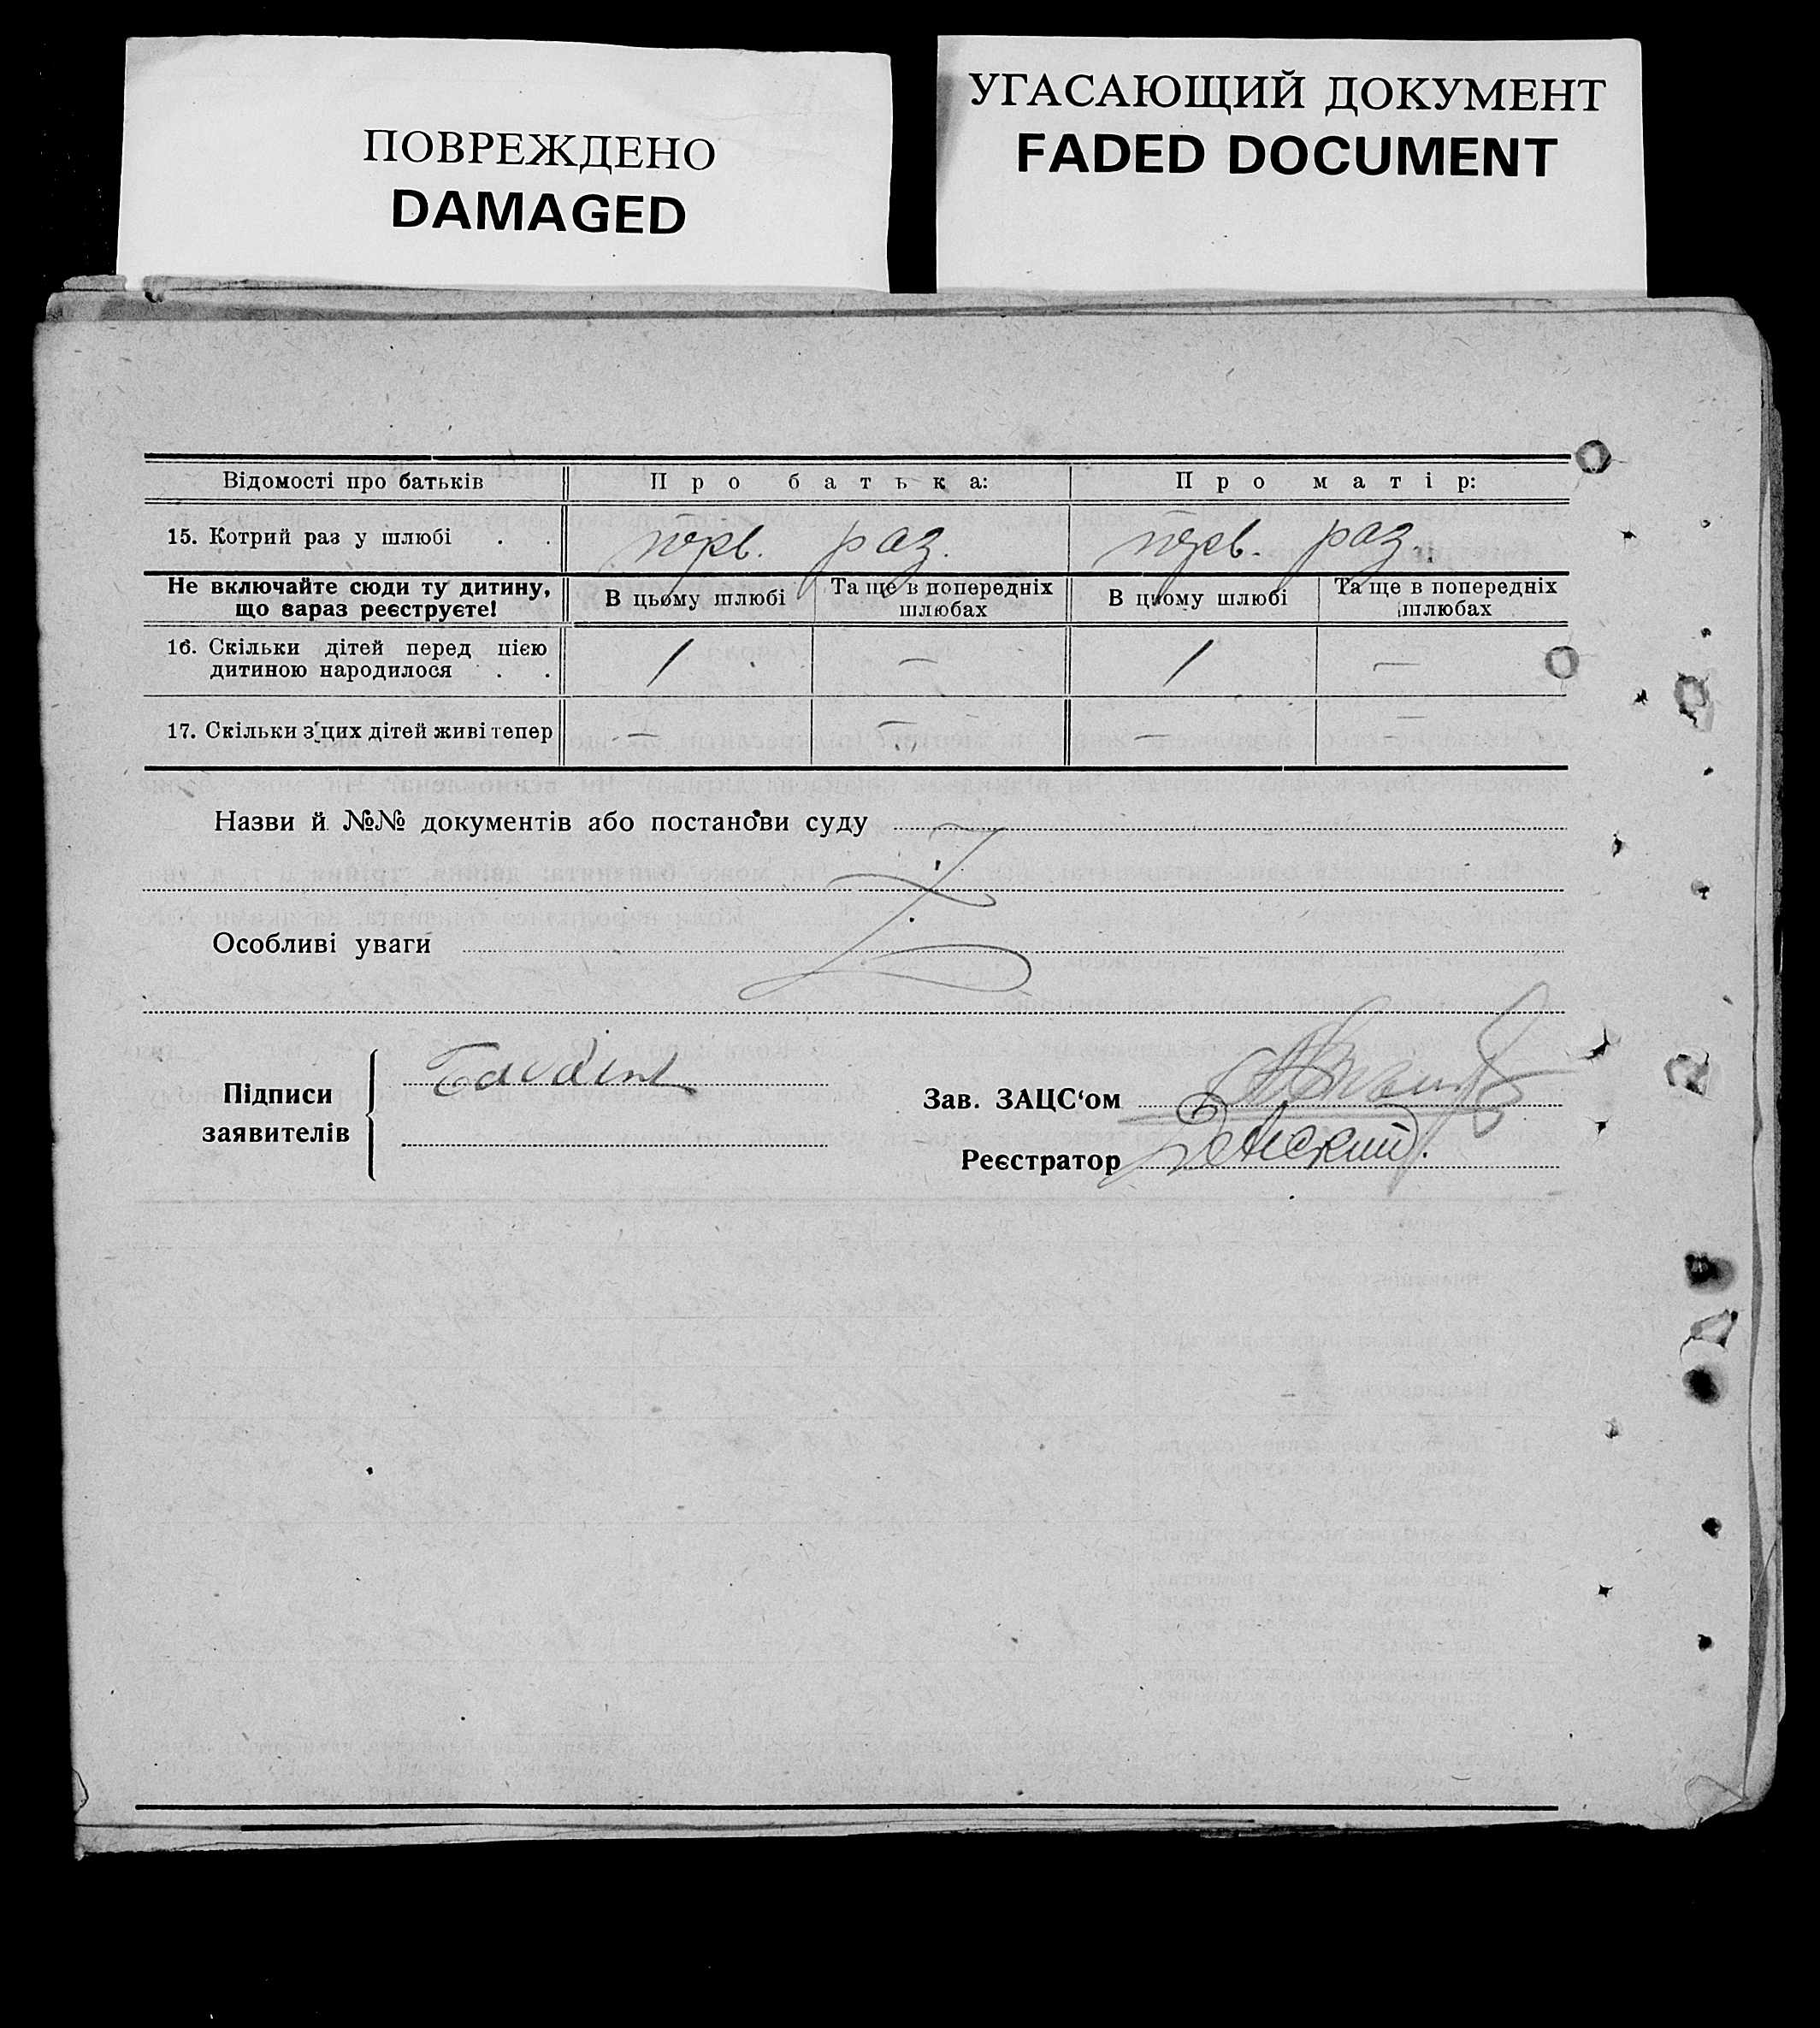 ПОВРЕЖДЕНО
DAMAGED
УГАСАЮЩИЙ ДОКУМЕНТ
FADED DOCUMENT
Відомості про батьків Про батька: Про матір:
15. Котрий раз у шлюбі . . перв. раз. перв. раз.
Не включайте сюди ту дитину, що зараз реєструєте! В цьому шлюбі Та ще в попередніх шлюбах В цьому шлюбі Та ще в попередніх шлюбах
16. Скільки дітей перед цією
дитиною народилося . . 1 — 1 —
17. Скільки з цих дітей живі тепер — — — —
Назви й №№ документів або постанови суду
Z
Особливі уваги
Підписи
заявителів
Зав. ЗАЦС‘ом
Реєстратор